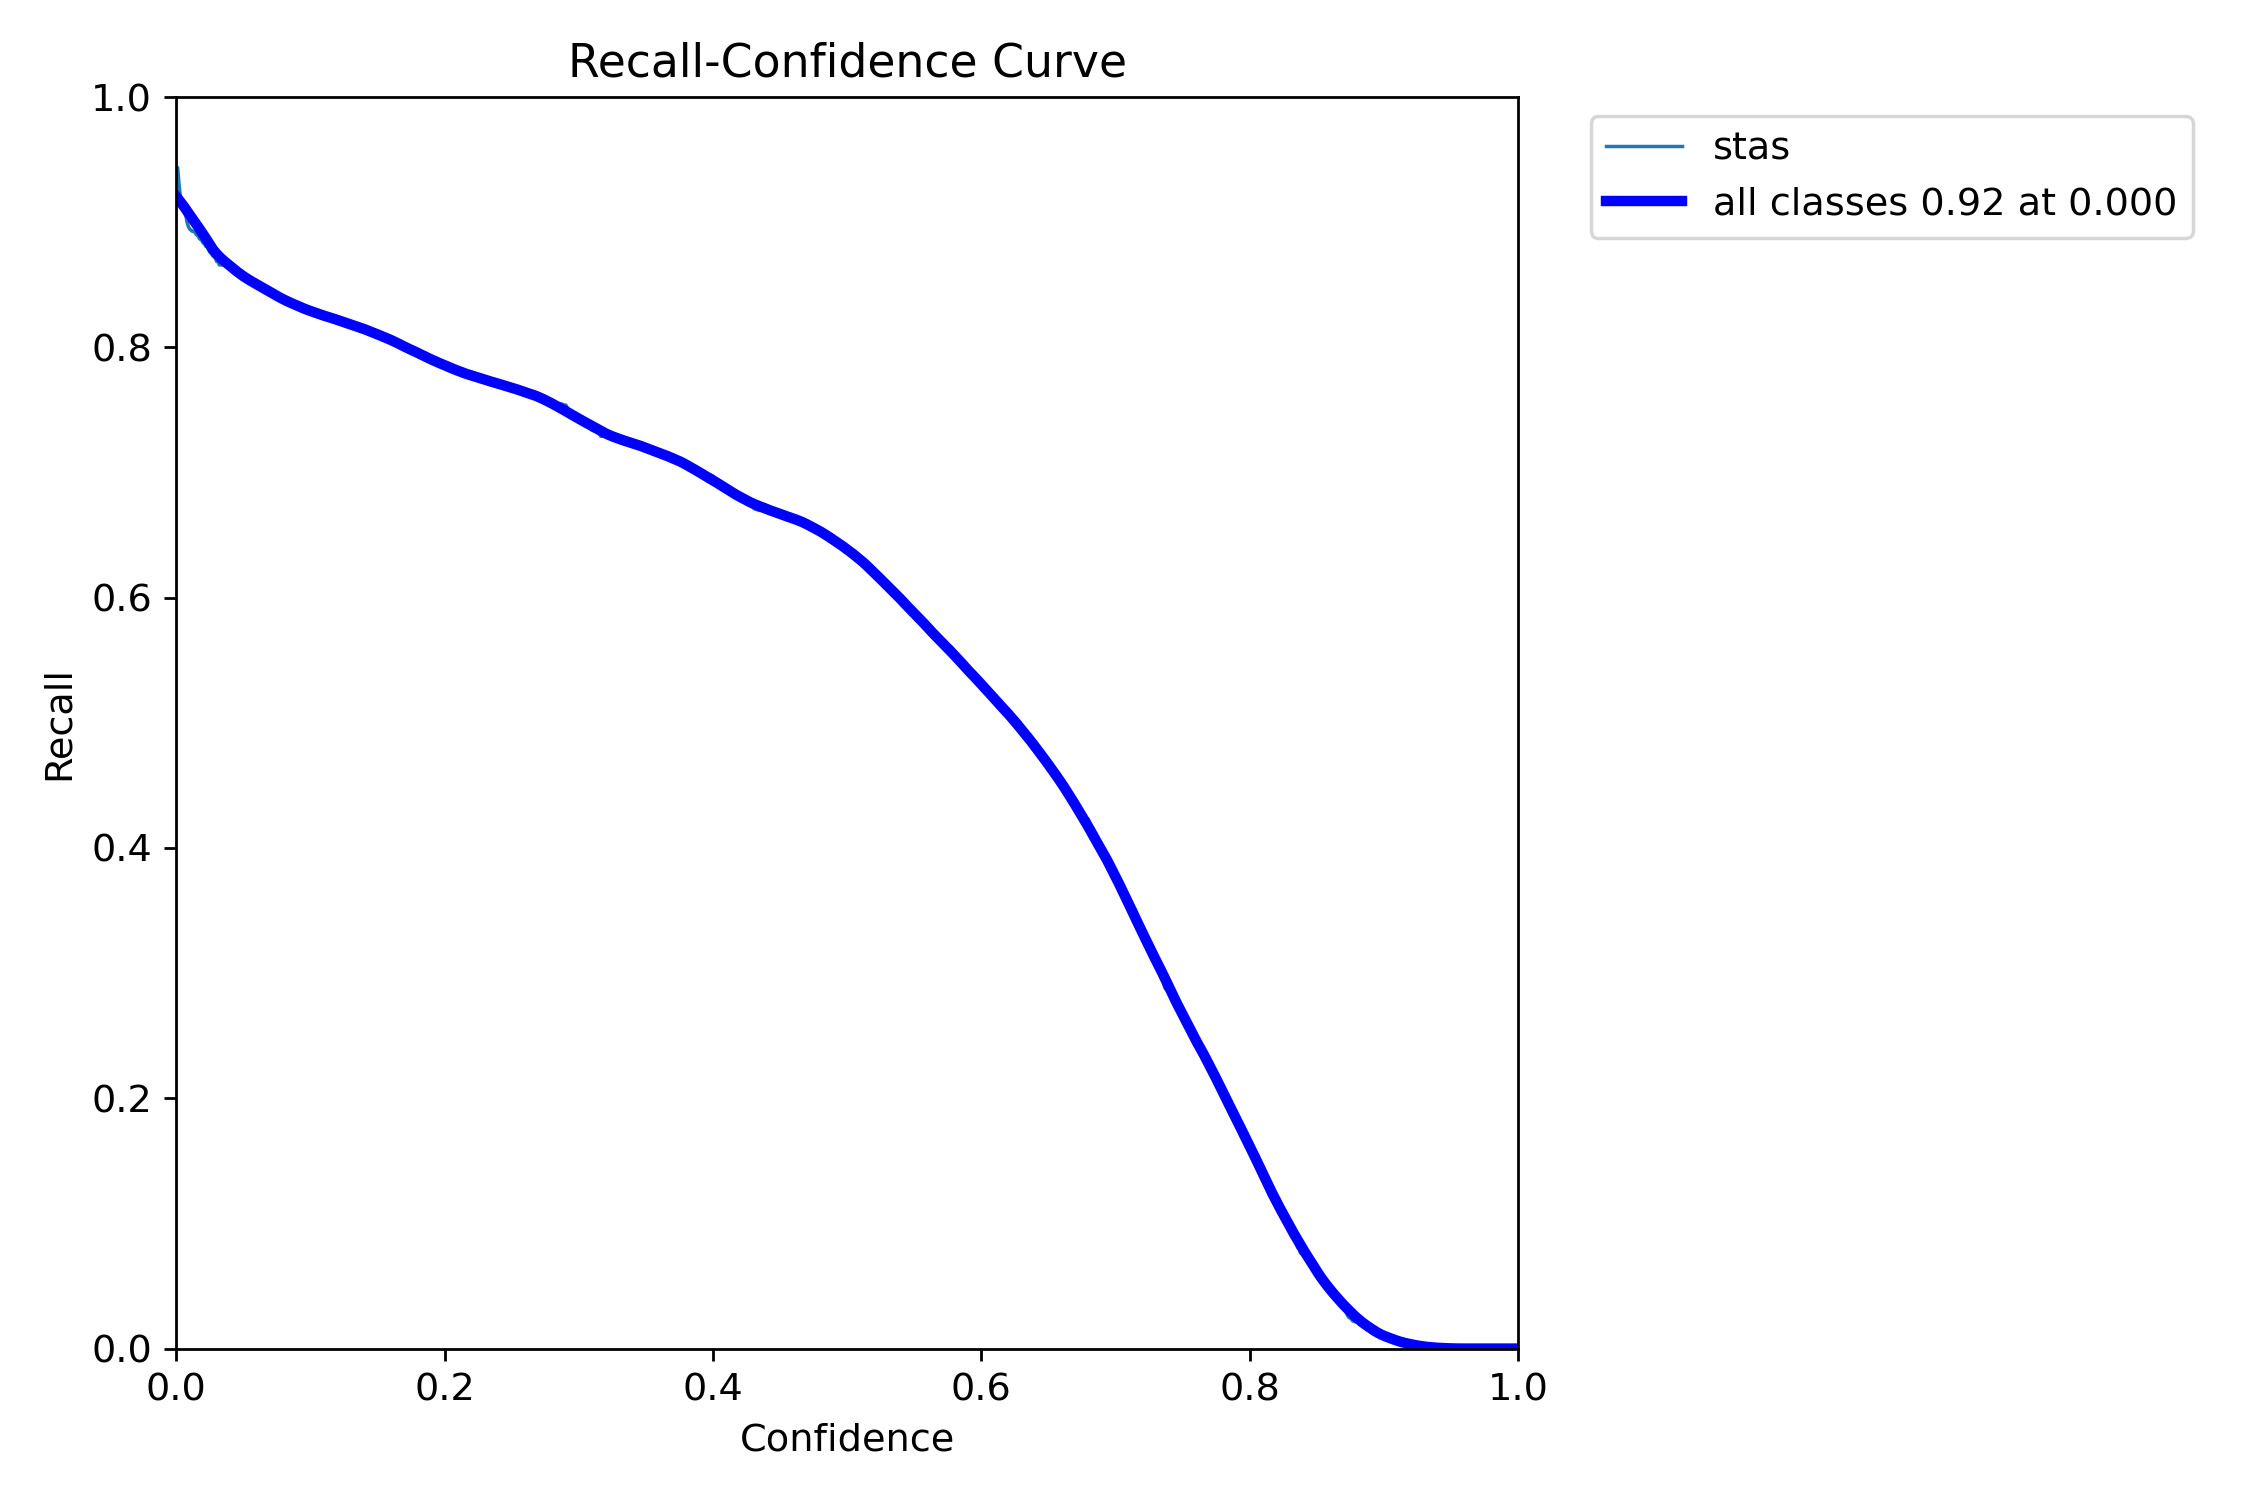 Recall-Confidence Curve
1.0
0.8
0.6
0.4
0.2
0.0
Recall
0.0 0.2 0.4 0.6 0.8 1.0
Confidence
stas
all classes 0.92 at 0.000